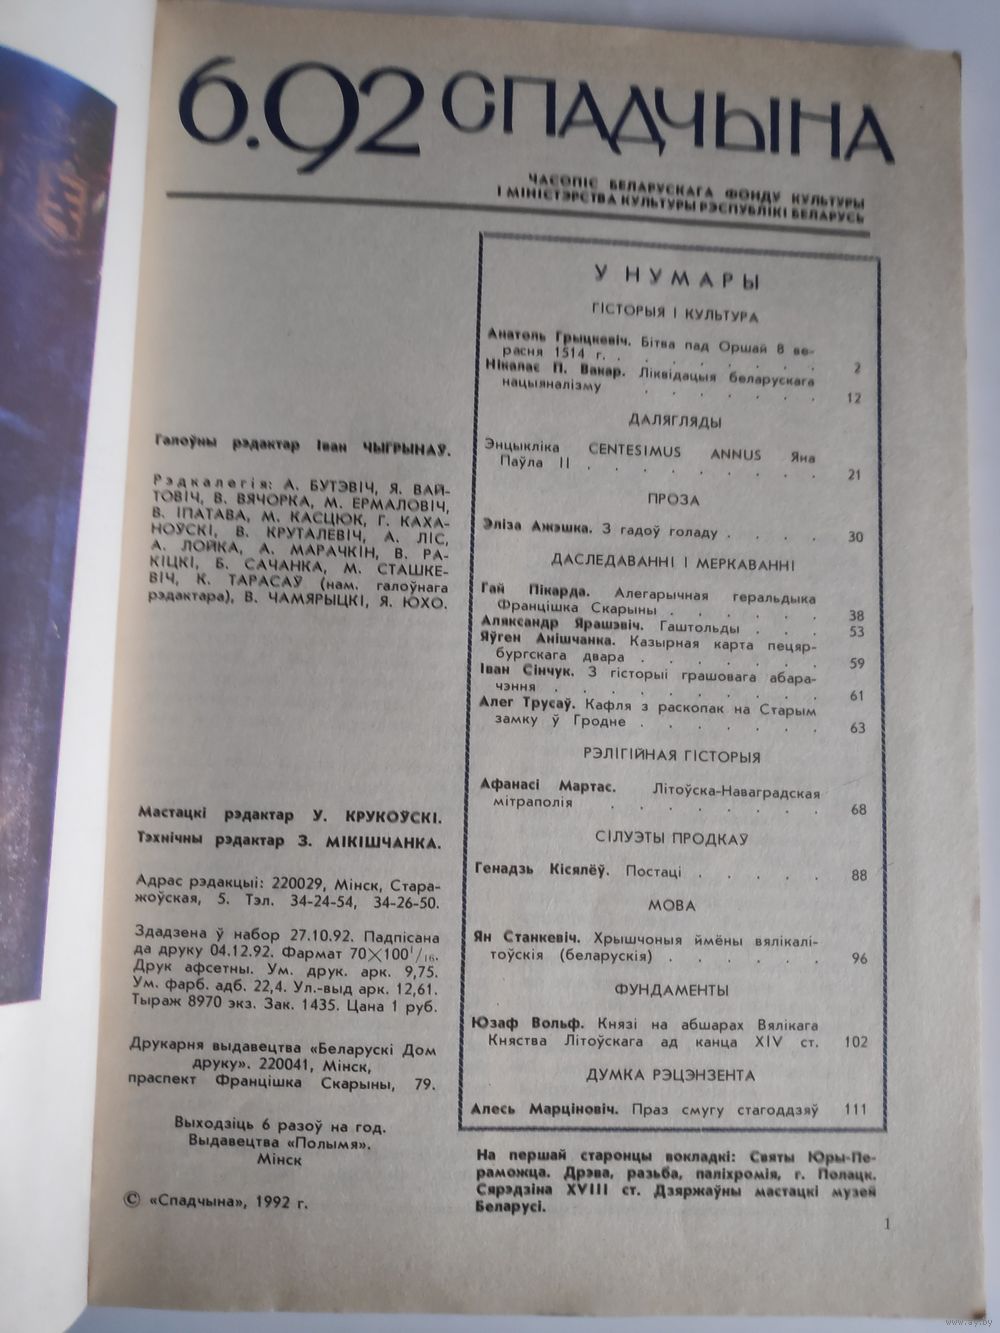 6.92 СПАДЧЫНА
ЧАСОПІС БЕЛАРУСКАГА ФОНДУ КУЛЬТУРЫ
І МІНІСТЭРСТВА КУЛЬТУРЫ РЭСПУБЛІКІ БЕЛАРУСЬ
Галоўны рэдактар Іван ЧЫГРЫНАЎ.
Рэдкалегія: А. БУТЭВІЧ, Я. ВАЙ-
ТОВІЧ, В. ВЯЧОРКА, М. ЕРМАЛОВІЧ,
В. ІПАТАВА, М. КАСЦЮК, Г. КАХА-
НОЎСКІ, В. КРУТАЛЕВІЧ, А. ЛІС,
А. ЛОЙКА, А. МАРАЧКІН, В. РА-
КІЦКІ, Б. САЧАНКА, М. СТАШКЕ-
ВІЧ, К. ТАРАСАЎ (нам. галоўнага
рэдактара), В. ЧАМЯРЫЦКІ, Я. ЮХО.
Мастацкі рэдактар У. КРУКОЎСКІ.
Тэхнічны рэдактар З. МІКІШЧАНКА.
Адрас рэдакцыі: 220029, Мінск, Стара-
жоўская, 5. Тэл. 34-24-54, 34-26-50.
Здадзена ў набор 27.10.92. Падпісана
да друку 04.12.92. Фармат 70×100¹/₁₆.
Друк афсетны. Ум. друк. арк. 9,75.
Ум. фарб. адб. 22,4. Ул.-выд арк. 12,61.
Тыраж 8970 экз. Зак. 1435. Цана 1 руб.
Друкарня выдавецтва «Беларускі Дом
друку». 220041, Мінск,
праспект Францішка Скарыны, 79.
Выходзіць 6 разоў на год.
Выдавецтва «Полымя».
Мінск
© «Спадчына», 1992 г.
У НУМАРЫ
ГІСТОРЫЯ І КУЛЬТУРА
Анатоль Грыцкевіч. Бітва пад Оршай 8 ве-
расня 1514 г. . . . . . . . . 2
Нікалас П. Вакар. Ліквідацыя беларускага
нацыяналізму . . . . . . . 12
ДАЛЯГЛЯДЫ
Энцыкліка CENTESIMUS ANNUS Яна
Паўла II . . . . . . . . . 21
ПРОЗА
Эліза Ажэшка. З гадоў голаду . . . . 30
ДАСЛЕДАВАННІ І МЕРКАВАННІ
Гай Пікарда. Алегарычная геральдыка
Францішка Скарыны . . . . . . 38
Аляксандр Ярашэвіч. Гаштольды . . . 53
Яўген Анішчанка. Казырная карта пецяр-
бургскага двара . . . . . . . 59
Іван Сінчук. З гісторыі грашовага абара-
чэння . . . . . . . . . . 61
Алег Трусаў. Кафля з раскопак на Старым
замку ў Гродне . . . . . . . 63
РЭЛІГІЙНАЯ ГІСТОРЫЯ
Афанасі Мартас. Літоўска-Наваградская
мітраполія . . . . . . . . 68
СІЛУЭТЫ ПРОДКАЎ
Генадзь Кісялёў. Постаці . . . . . 88
МОВА
Ян Станкевіч. Хрышчоныя ймёны вялікалі-
тоўскія (беларускія) . . . . . . 96
ФУНДАМЕНТЫ
Юзаф Вольф. Князі на абшарах Вялікага
Княства Літоўскага ад канца XIV ст. 102
ДУМКА РЭЦЭНЗЕНТА
Алесь Марціновіч. Праз смугу стагоддзяў 111
На першай старонцы вокладкі: Святы Юры-Пе-
раможца. Дрэва, разьба, паліхромія, г. Полацк.
Сярэдзіна XVIII ст. Дзяржаўны мастацкі музей
Беларусі.
1
www.ay.by